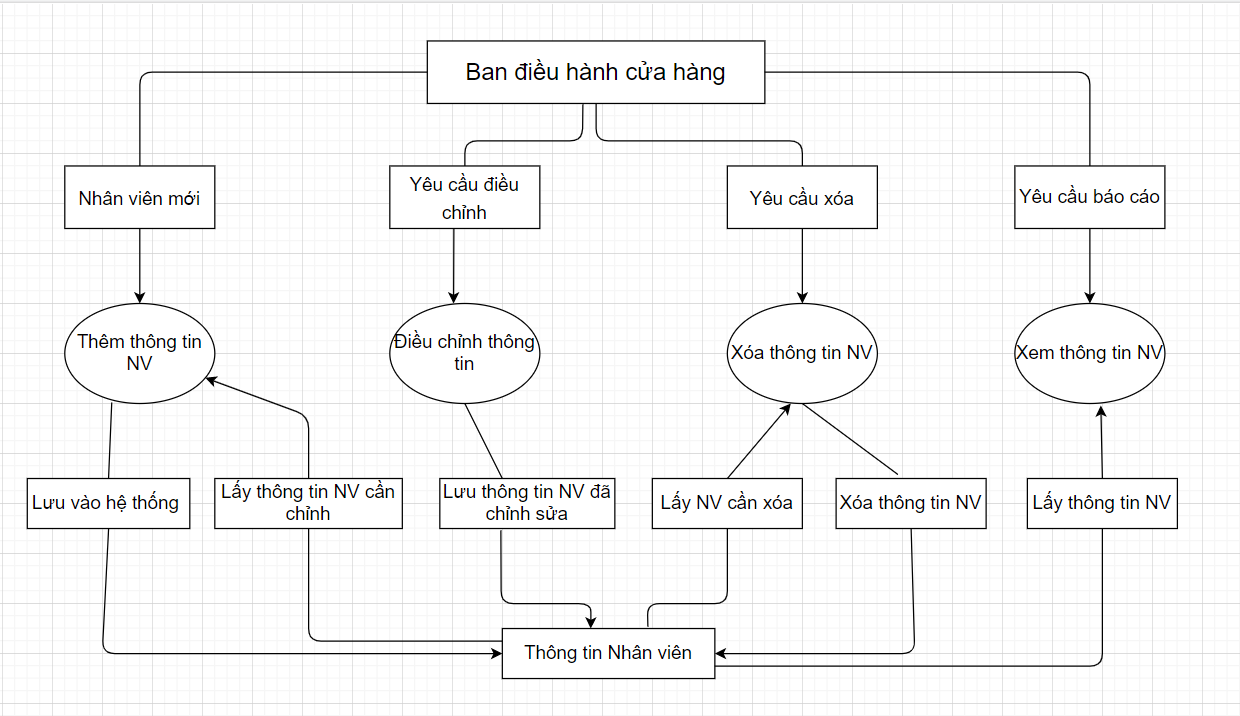 Ban điều hành cửa hàng
Nhân viên mới
Yêu cầu điều
chỉnh
Yêu cầu xóa
Yêu cầu báo cáo
Thêm thông tin
NV
Điều chỉnh thông
tin
Xóa thông tin NV
Xem thông tin NV
Lưu vào hệ thống
Lấy thông tin NV cần
chỉnh
Lưu thông tin NV đã
chỉnh sửa
Lấy NV cần xóa
Xóa thông tin NV
Lấy thông tin NV
Thông tin Nhân viên